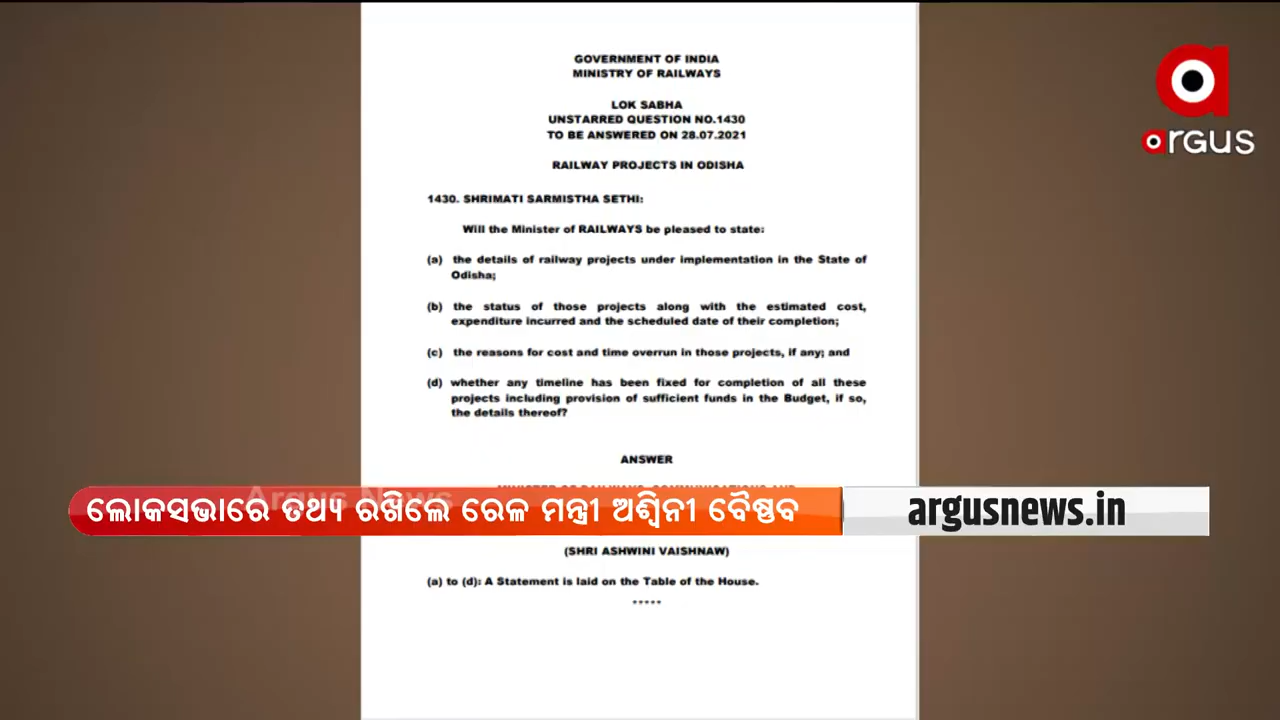 GOVERNMENT OF INDIA
MINISTRY OF RAILWAYS
LOK SABHA
UNSTARRED QUESTION NO.1430
TO BE ANSWERED ON 28.07.2021
RAILWAY PROJECTS IN ODISHA
1430. SHRIMATI SARMISTHA SETHI:
Will the Minister of RAILWAYS be pleased to state:
(a) the details of railway projects under implementation in the State of
Odisha;
(b) the status of those projects along with the estimated cost,
expenditure incurred and the scheduled date of their completion;
(c) the reasons for cost and time overrun in those projects, if any; and
(d) whether any timeline has been fixed for completion of all these
projects including provision of sufficient funds in the Budget, if so,
the details thereof?
ANSWER
Argus News
ଲୋକସଭାରେ ତଥ୍ୟ ରଖିଲେ ରେଳ ମନ୍ତ୍ରୀ ଅଶ୍ୱିନୀ ବୈଷ୍ଣବ
argusnews.in
(SHRI ASHWINI VAISHNAW)
(a) to (d): A Statement is laid on the Table of the House.
*****
argus